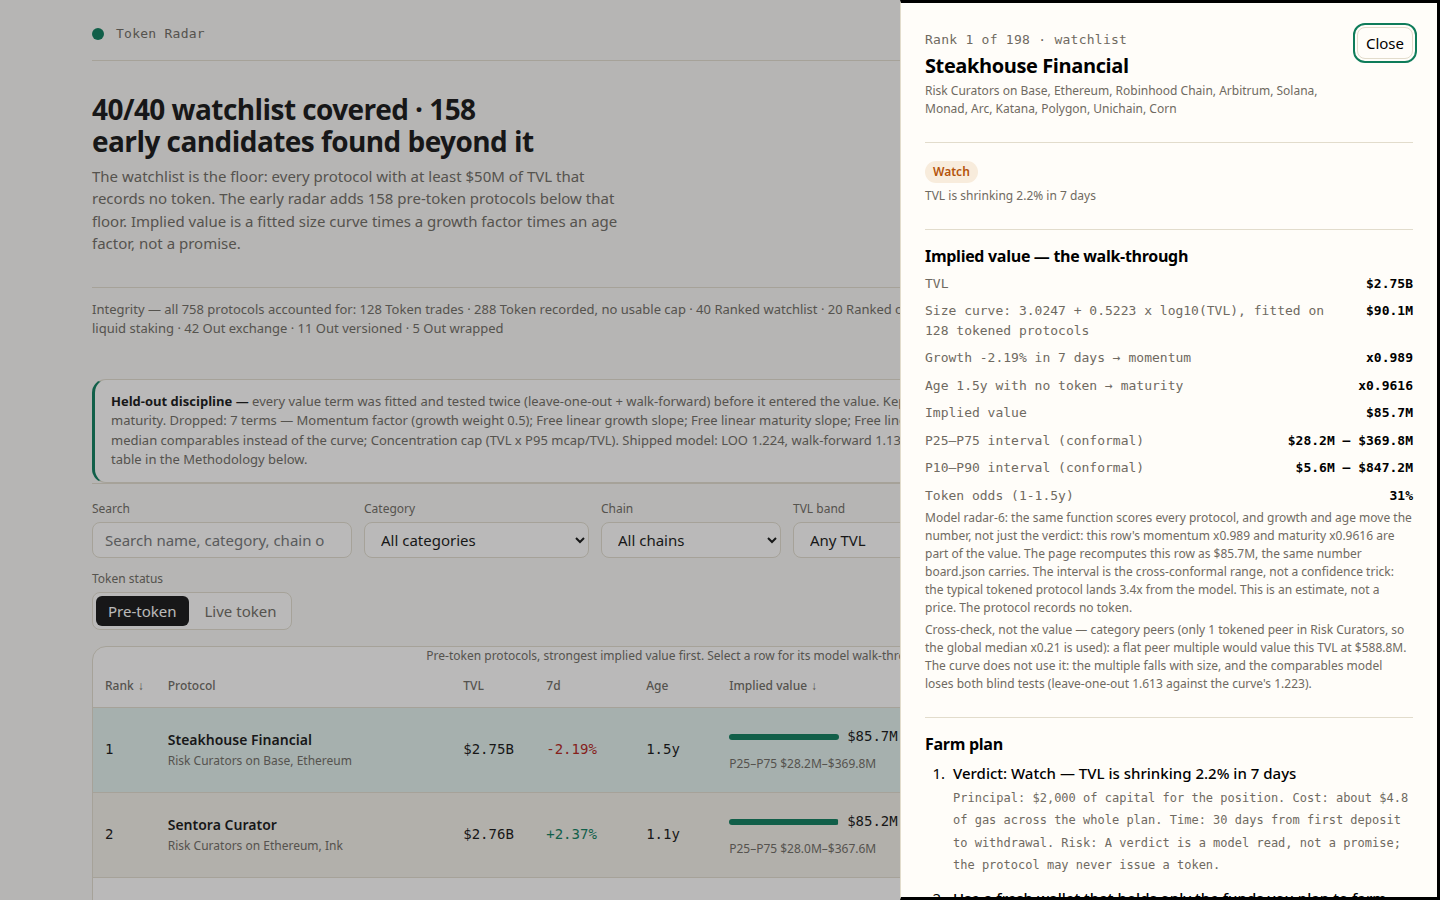 Token Radar
40/40 watchlist covered · 158
early candidates found beyond it
The watchlist is the floor: every protocol with at least $50M of TVL that
records no token. The early radar adds 158 pre-token protocols below that
floor. Implied value is a fitted size curve times a growth factor times an age
factor, not a promise.
Integrity — all 758 protocols accounted for: 128 Token trades · 288 Token recorded, no usable cap · 40 Ranked watchlist · 20 Ranked
liquid staking · 42 Out exchange · 11 Out versioned · 5 Out wrapped
Held-out discipline — every value term was fitted and tested twice (leave-one-out + walk-forward) before it entered the value.
maturity. Dropped: 7 terms — Momentum factor (growth weight 0.5); Free linear growth slope; Free linear maturity slope; Free
median comparables instead of the curve; Concentration cap (TVL x P95 mcap/TVL). Shipped model: LOO 1.224, walk-forward 1.13
table in the Methodology below.
Search
Category
Chain
TVL band
Search name, category, chain o
All categories
All chains
Any TVL
Token status
Pre-token
Live token
Pre-token protocols, strongest implied value first. Select a row for its model
Rank ↓
Protocol
TVL
7d
Age
Implied value ↓
1
Steakhouse Financial
Risk Curators on Base, Ethereum
$2.75B
-2.19%
1.5y
$85.7M
P25–P75 $28.2M–$369.8M
2
Sentora Curator
Risk Curators on Ethereum, Ink
$2.76B
+2.37%
1.1y
$85.2M
P25–P75 $28.0M–$367.6M
Rank 1 of 198 · watchlist
Close
Steakhouse Financial
Risk Curators on Base, Ethereum, Robinhood Chain, Arbitrum, Solana,
Monad, Arc, Katana, Polygon, Unichain, Corn
Watch
TVL is shrinking 2.2% in 7 days
Implied value — the walk-through
TVL $2.75B
Size curve: 3.0247 + 0.5223 x log10(TVL), fitted on $90.1M
128 tokened protocols
Growth -2.19% in 7 days → momentum x0.989
Age 1.5y with no token → maturity x0.9616
Implied value $85.7M
P25–P75 interval (conformal) $28.2M – $369.8M
P10–P90 interval (conformal) $5.6M – $847.2M
Token odds (1-1.5y) 31%
Model radar-6: the same function scores every protocol, and growth and age move the
number, not just the verdict: this row's momentum x0.989 and maturity x0.9616 are
part of the value. The page recomputes this row as $85.7M, the same number
board.json carries. The interval is the cross-conformal range, not a confidence trick:
the typical tokened protocol lands 3.4x from the model. This is an estimate, not a
price. The protocol records no token.
Cross-check, not the value — category peers (only 1 tokened peer in Risk Curators, so
the global median x0.21 is used): a flat peer multiple would value this TVL at $588.8M.
The curve does not use it: the multiple falls with size, and the comparables model
loses both blind tests (leave-one-out 1.613 against the curve's 1.223).
Farm plan
1. Verdict: Watch — TVL is shrinking 2.2% in 7 days
Principal: $2,000 of capital for the position. Cost: about $4.8
of gas across the whole plan. Time: 30 days from first deposit
to withdrawal. Risk: A verdict is a model read, not a promise;
the protocol may never issue a token.
2. Use a fresh wallet that holds only the funds you plan to farm